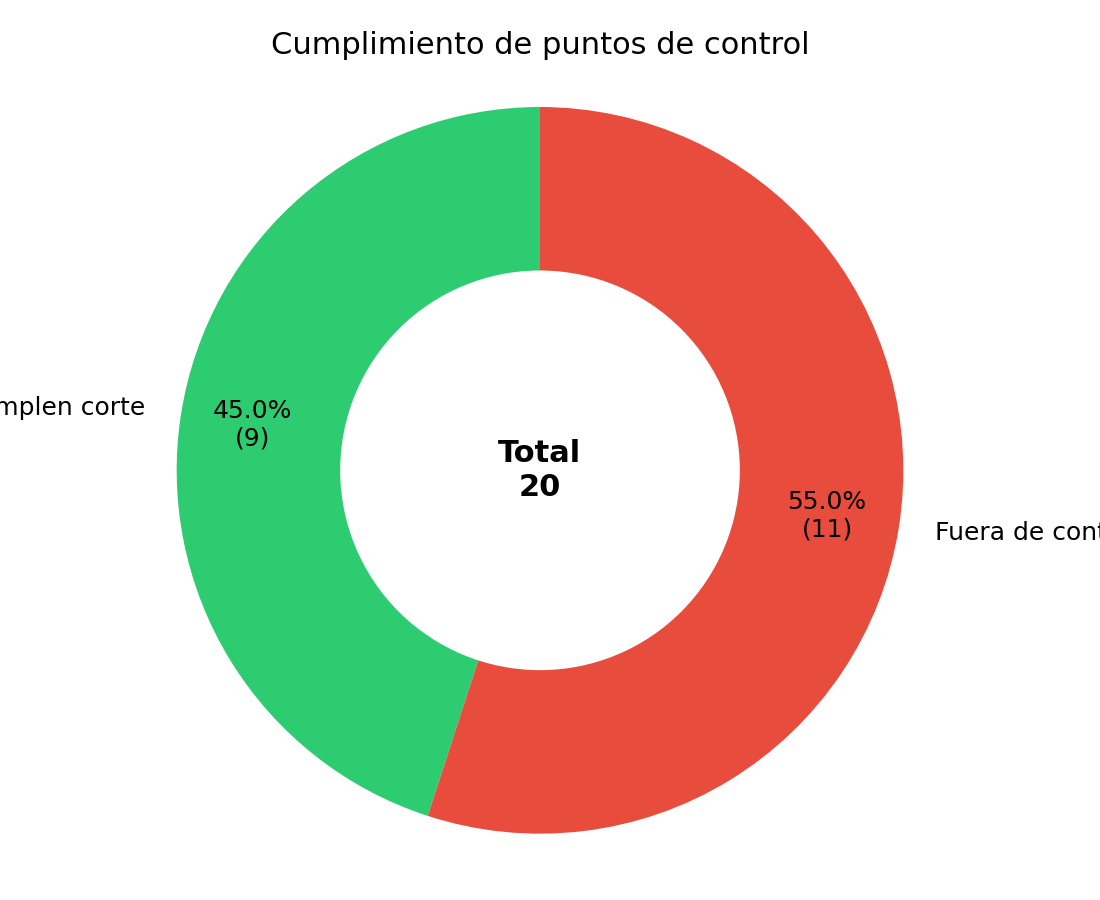 Cumplimiento de puntos de control
mplen corte
45.0%
(9)
Total
20
55.0%
(11)
Fuera de cont